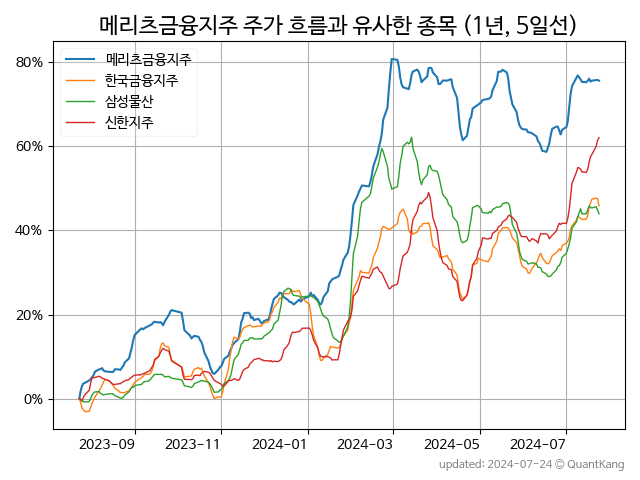 메리츠금융지주 주가 흐름과 유사한 종목 (1년, 5일선)
메리츠금융지주
한국금융지주
삼성물산
신한지주
80%
60%
40%
20%
0%
2023-09 2023-11 2024-01 2024-03 2024-05 2024-07
updated: 2024-07-24 © QuantKang